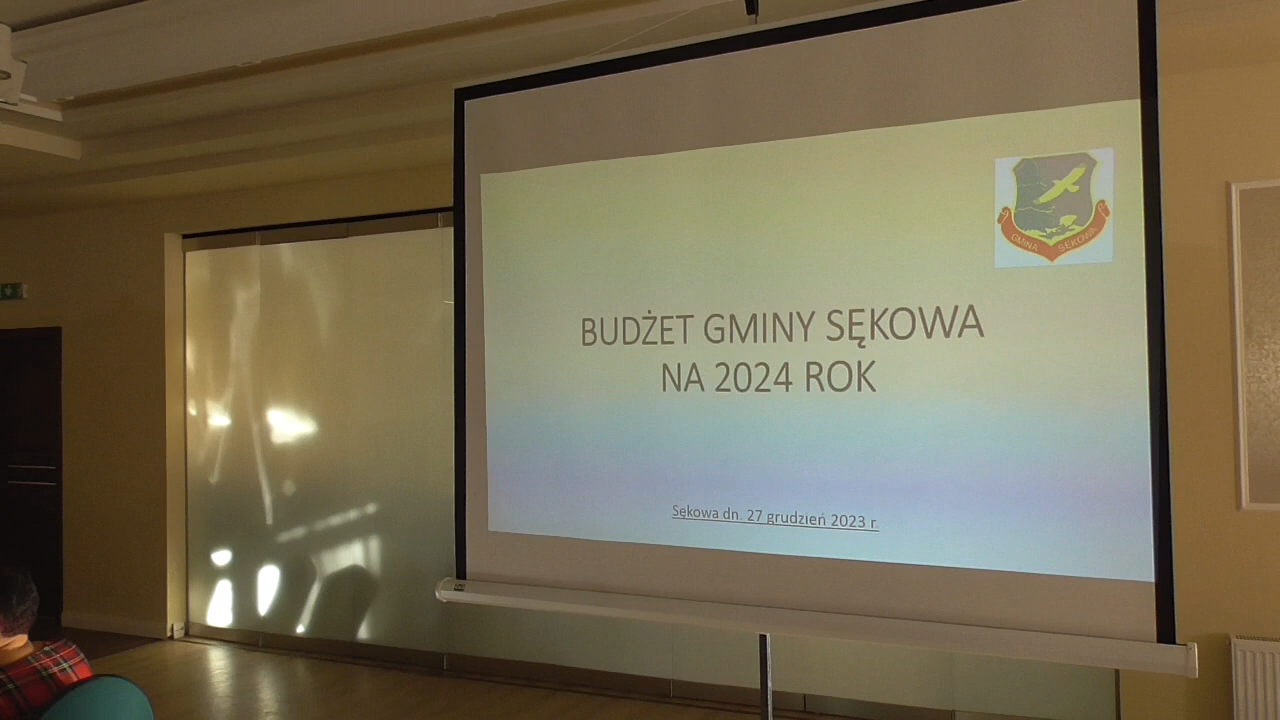 GMINA SĘKOWA
BUDŻET GMINY SĘKOWA
NA 2024 ROK
Sękowa dn. 27 grudzień 2023 r.